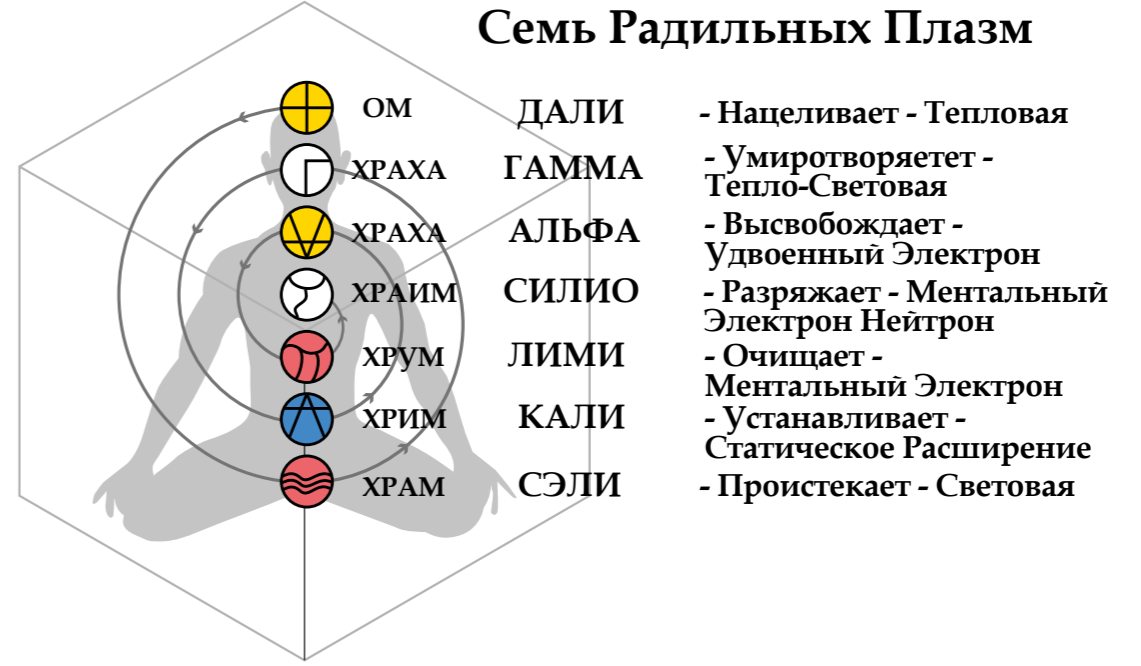 Семь Радильных Плазм
ОМ ДАЛИ - Нацеливает - Тепловая
ХРАХА ГАММА - Умиротворяетет -
Тепло-Световая
ХРАХА АЛЬФА - Высвобождает -
Удвоенный Электрон
ХРАИМ СИЛИО - Разряжает - Ментальный
Электрон Нейтрон
ХРУМ ЛИМИ - Очищает -
Ментальный Электрон
ХРИМ КАЛИ - Устанавливает -
Статическое Расширение
ХРАМ СЭЛИ - Проистекает - Световая